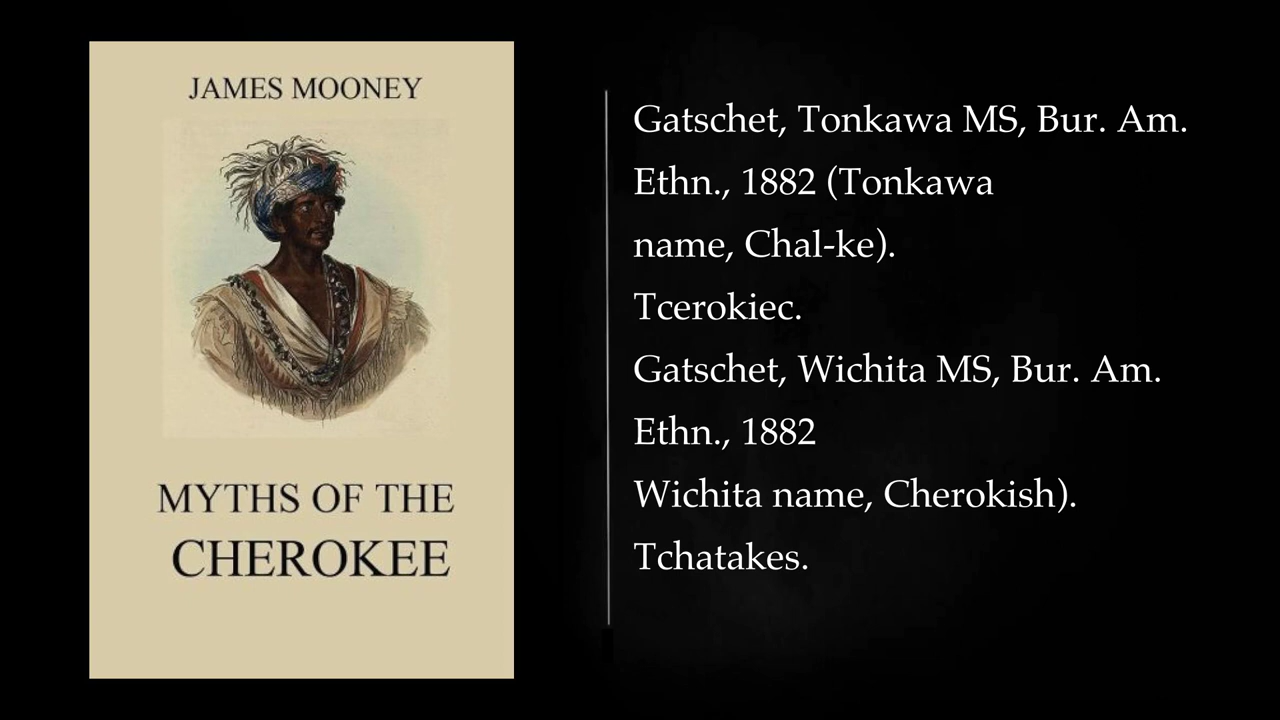 JAMES MOONEY
MYTHS OF THE
CHEROKEE
Gatschet, Tonkawa MS, Bur. Am.
Ethn., 1882 (Tonkawa
name, Chal-ke).
Tcerokiec.
Gatschet, Wichita MS, Bur. Am.
Ethn., 1882
Wichita name, Cherokish).
Tchatakes.